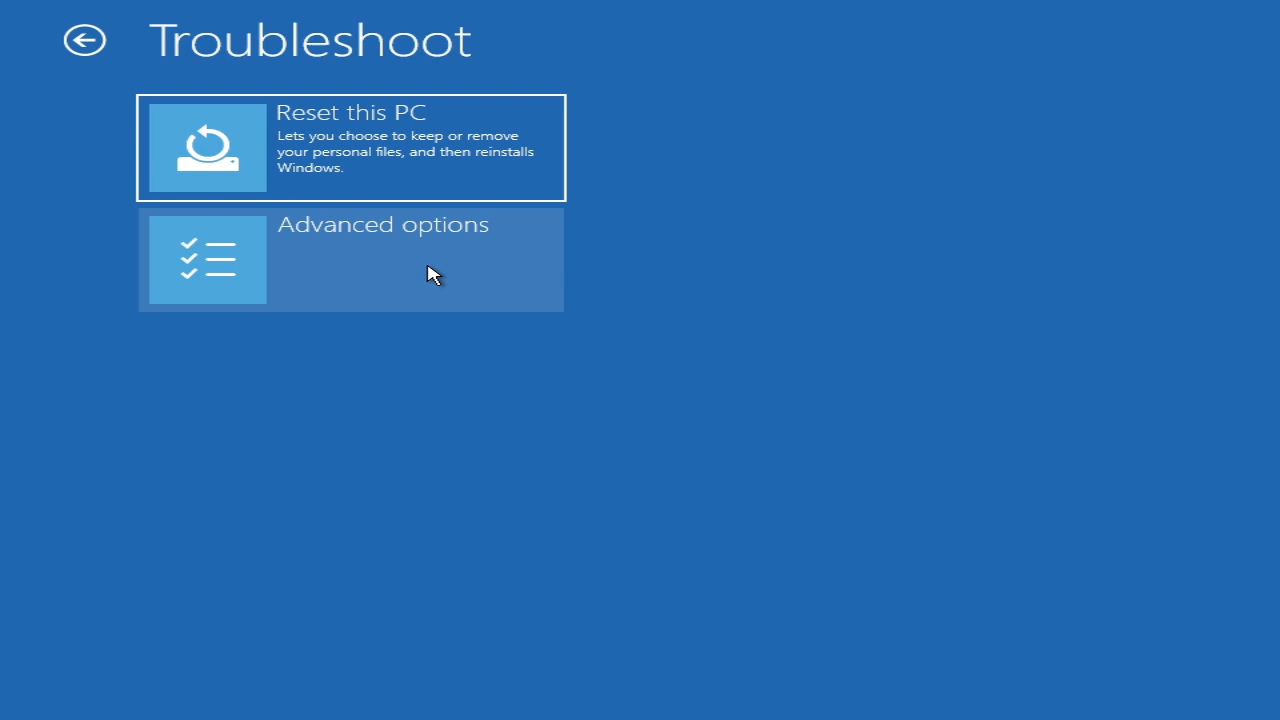 Troubleshoot
Reset this PC
Lets you choose to keep or remove
your personal files, and then reinstalls
Windows.
Advanced options